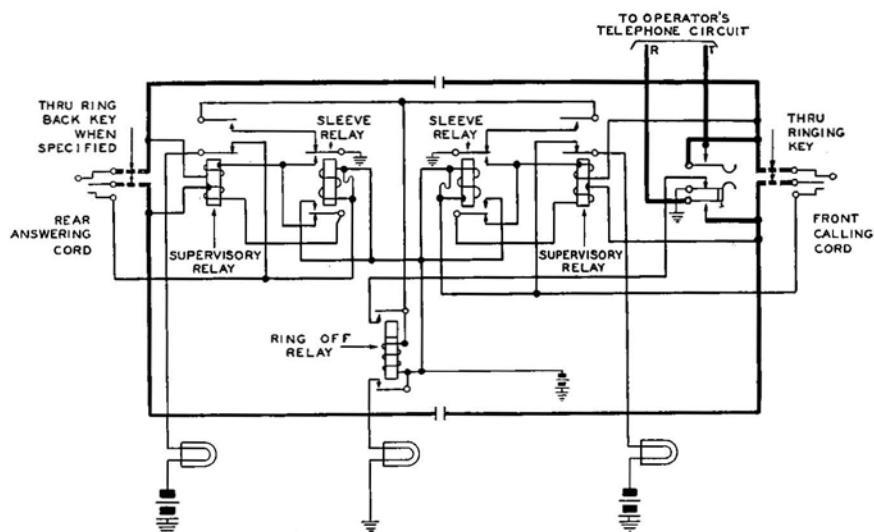 TO OPERATOR'S
TELEPHONE CIRCUIT
R
T
THRU RING
BACK KEY
WHEN
SPECIFIED
SLEEVE
RELAY
SLEEVE
RELAY
THRU
RINGING
KEY
REAR
ANSWERING
CORD
SUPERVISORY
RELAY
SUPERVISORY
RELAY
FRONT
CALLING
CORD
RING OFF
RELAY